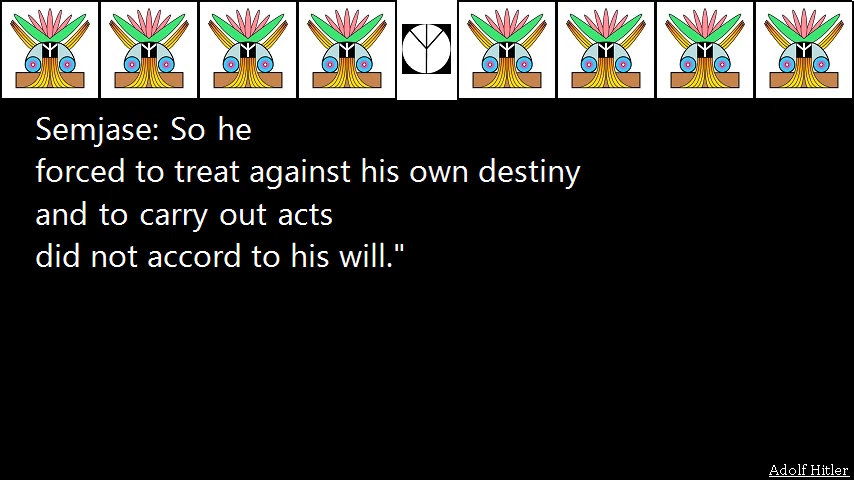 Semjase: So he
forced to treat against his own destiny
and to carry out acts
did not accord to his will."
Adolf Hitler